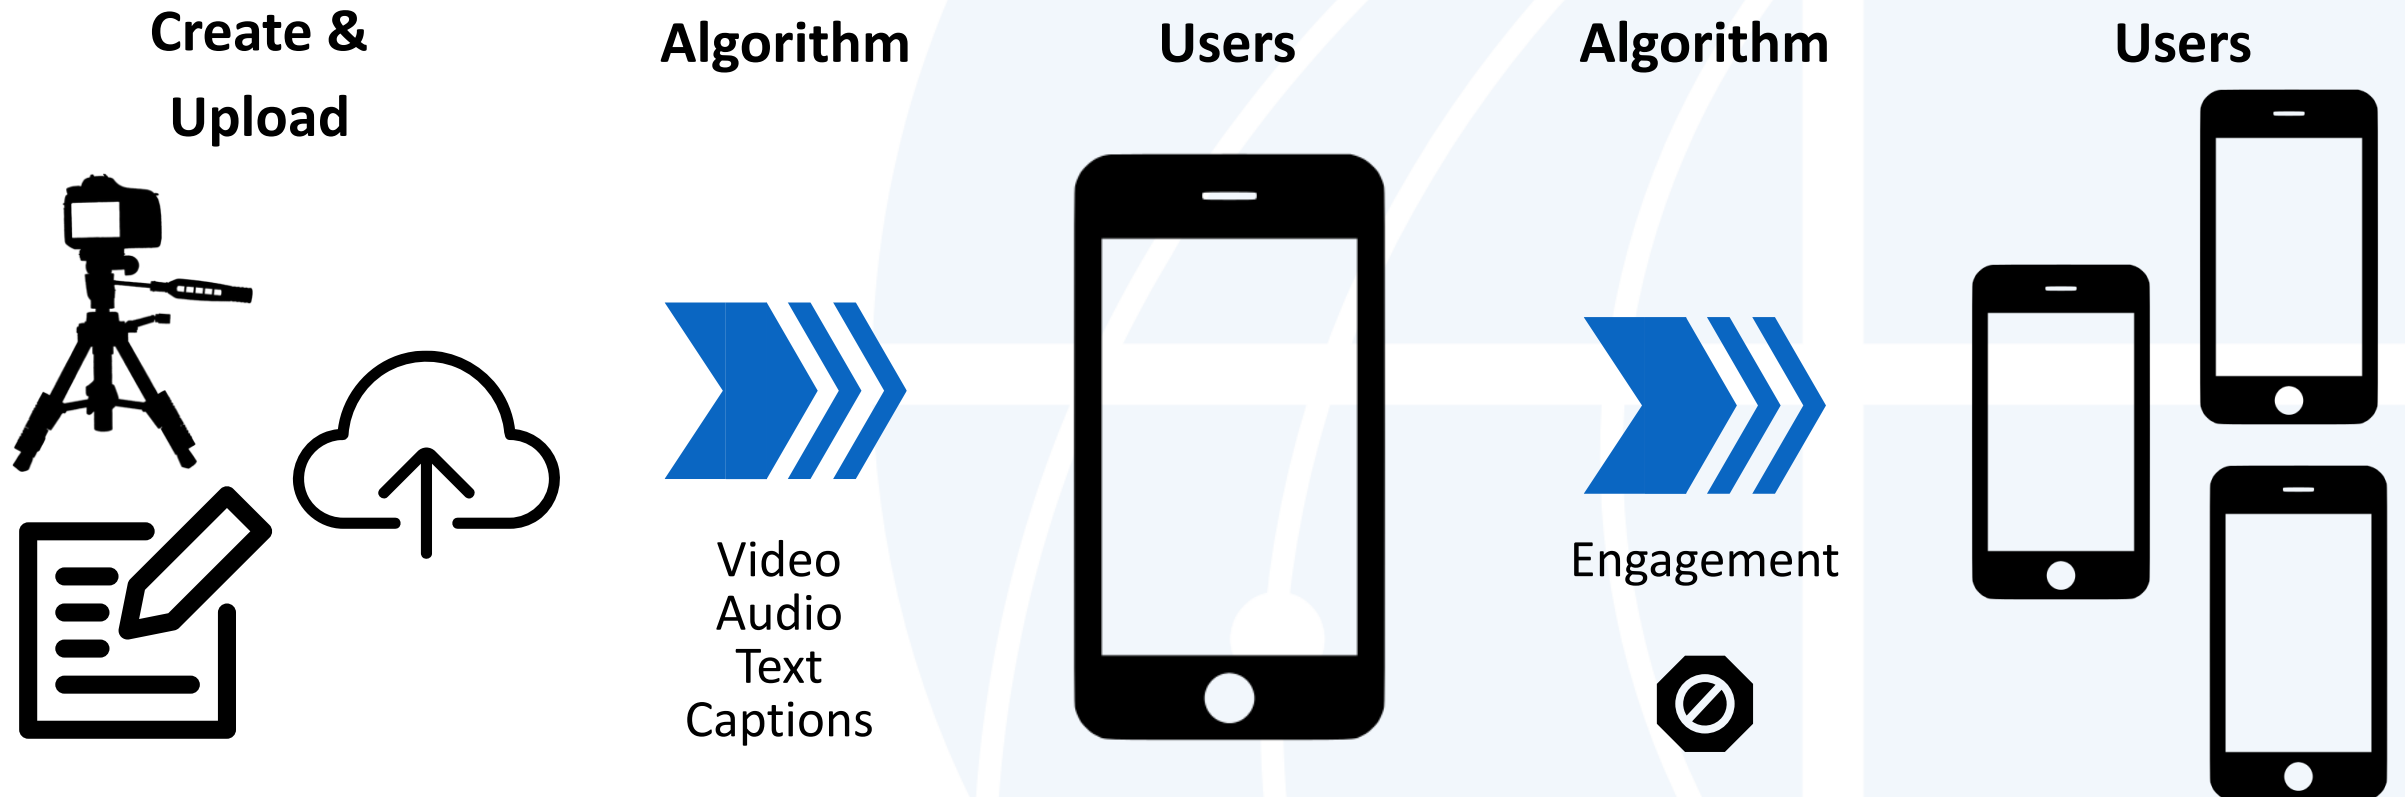 Create &
Upload
Algorithm
Video
Audio
Text
Captions
Users
Algorithm
Engagement
Users